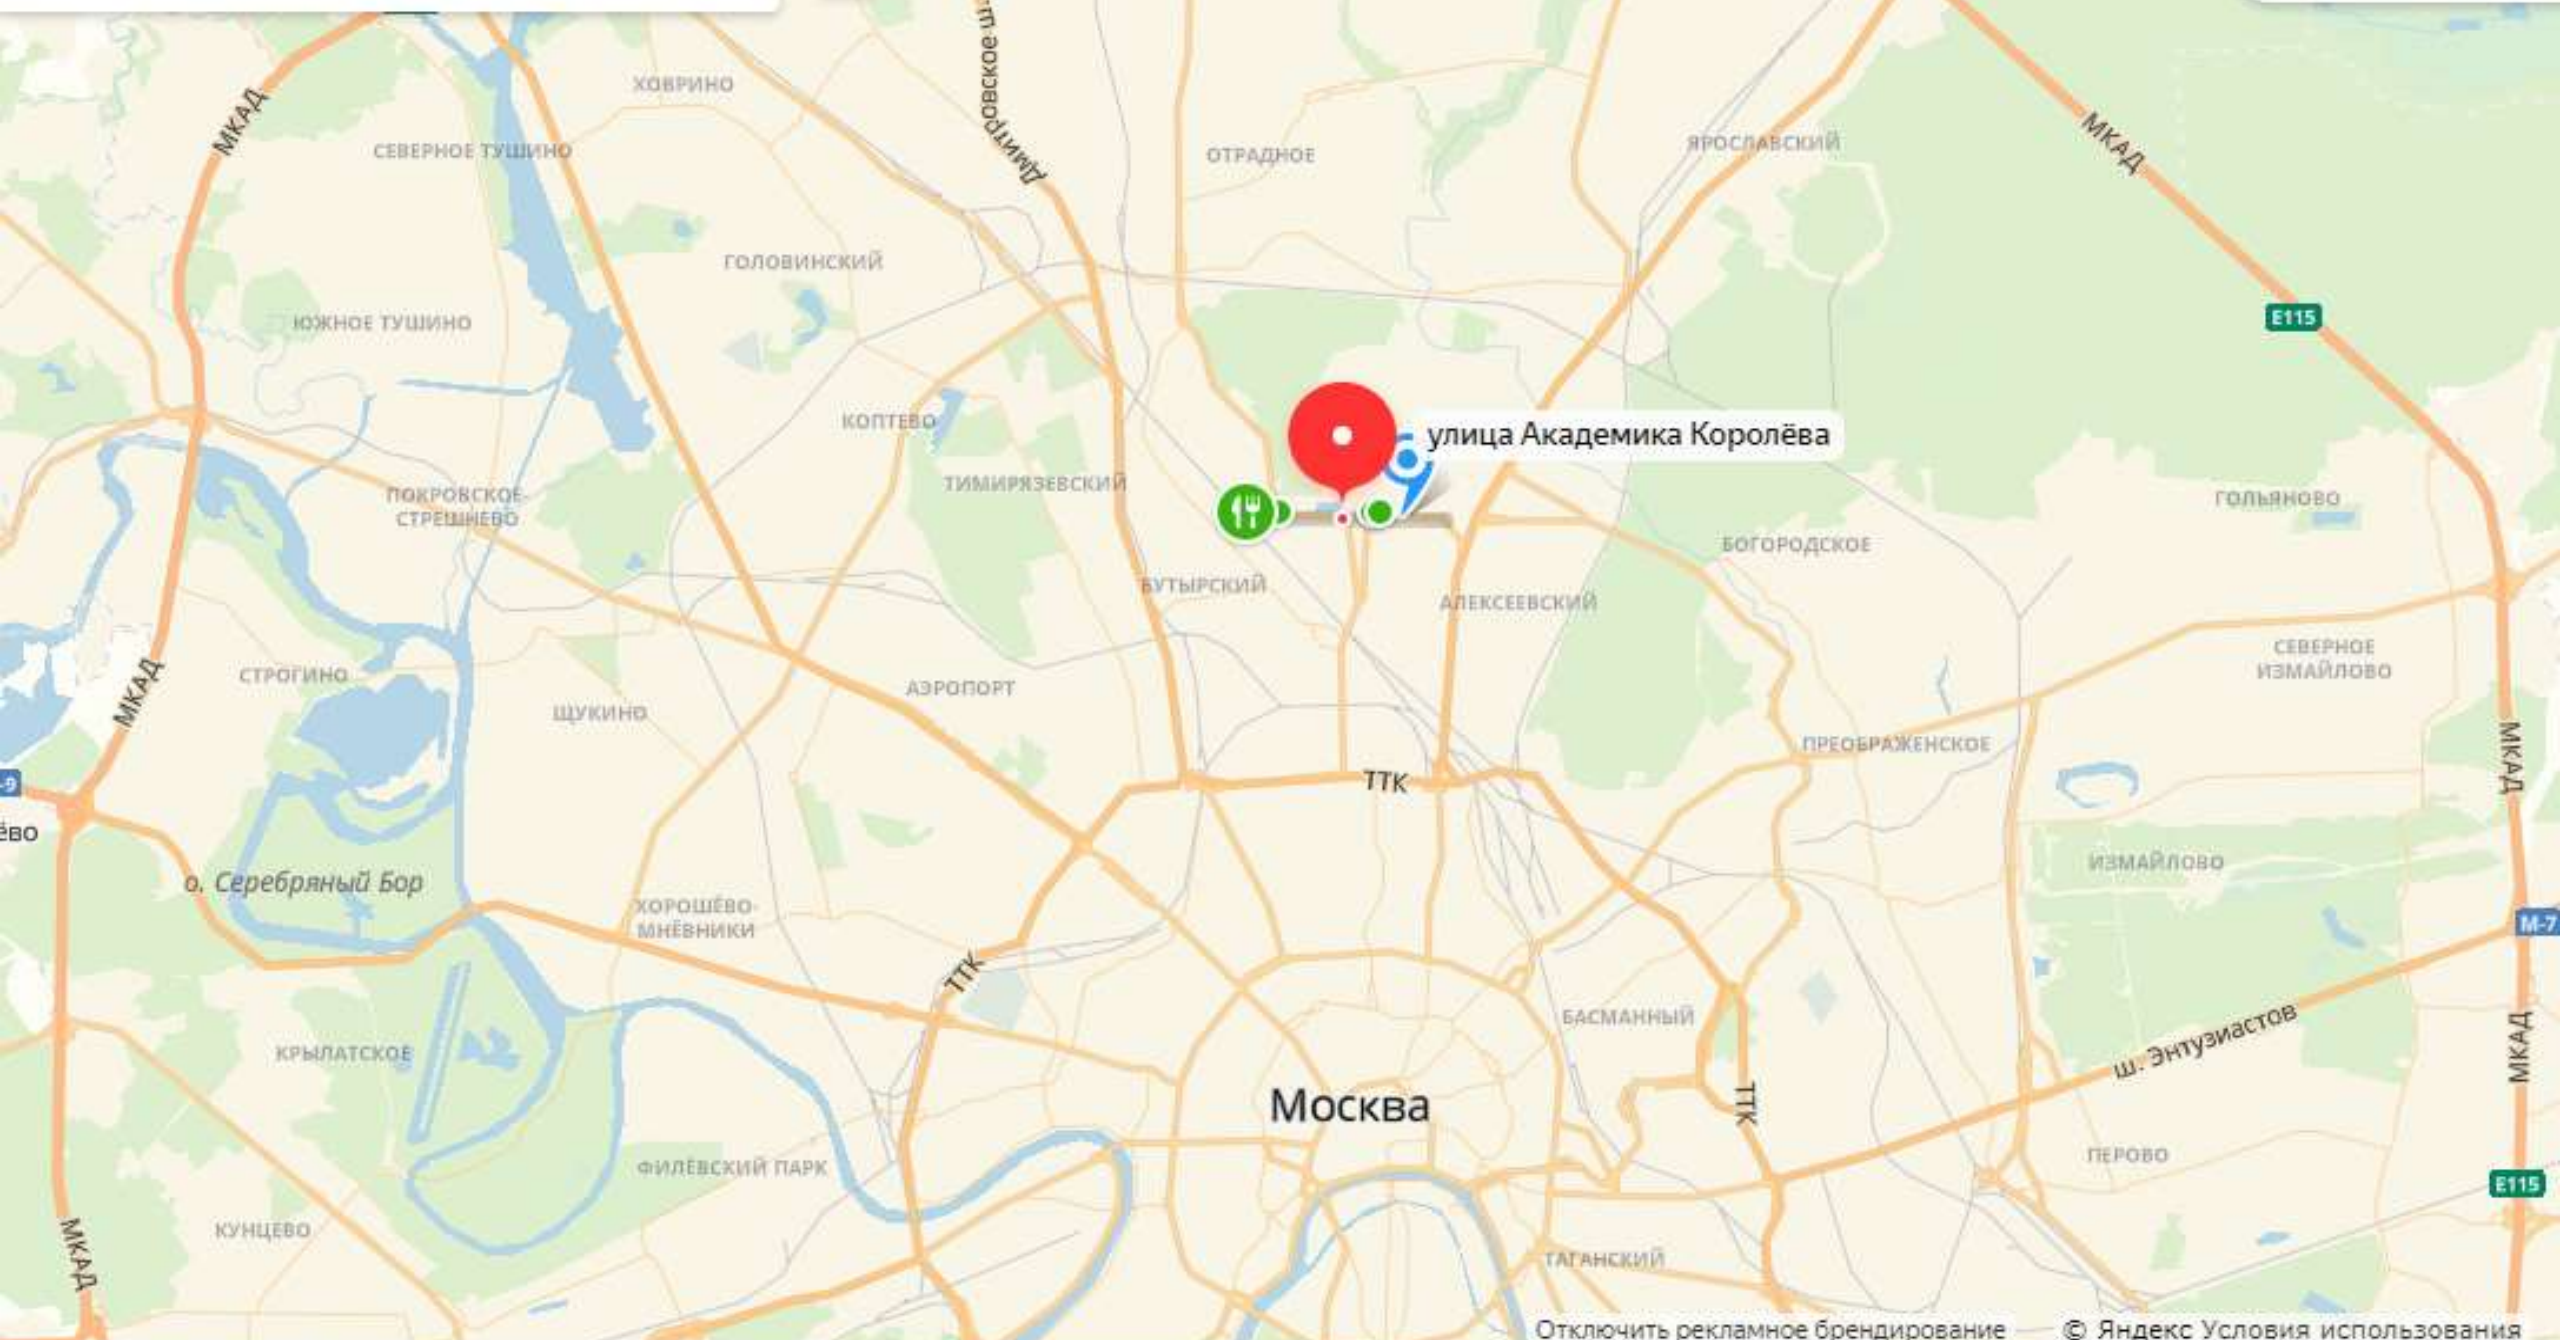 Дмитровское ш.
ХОВРИНО
МКАД
СЕВЕРНОЕ ТУШИНО
ОТРАДНОЕ
ЯРОСЛАВСКИЙ
МКАД
ГОЛОВИНСКИЙ
ЮЖНОЕ ТУШИНО
E115
КОПТЕВО
улица Академика Королёва
ТИМИРЯЗЕВСКИЙ
ПОКРОВСКОЕ-
СТРЕШНЕВО
ГОЛЬЯНОВО
БОГОРОДСКОЕ
БУТЫРСКИЙ
АЛЕКСЕЕВСКИЙ
СЕВЕРНОЕ
ИЗМАЙЛОВО
СТРОГИНО
МКАД
АЭРОПОРТ
ЩУКИНО
ПРЕОБРАЖЕНСКОЕ
МКАД
-9
ТТК
ёво
ИЗМАЙЛОВО
о. Серебряный Бор
ХОРОШЁВО-
МНЁВНИКИ
М-7
ТТК
БАСМАННЫЙ
ш. Энтузиастов
МКАД
КРЫЛАТСКОЕ
Москва
ТТК
ПЕРОВО
ФИЛЁВСКИЙ ПАРК
E115
КУНЦЕВО
МКАД
ТАГАНСКИЙ
Отключить рекламное брендирование
© Яндекс Условия использования